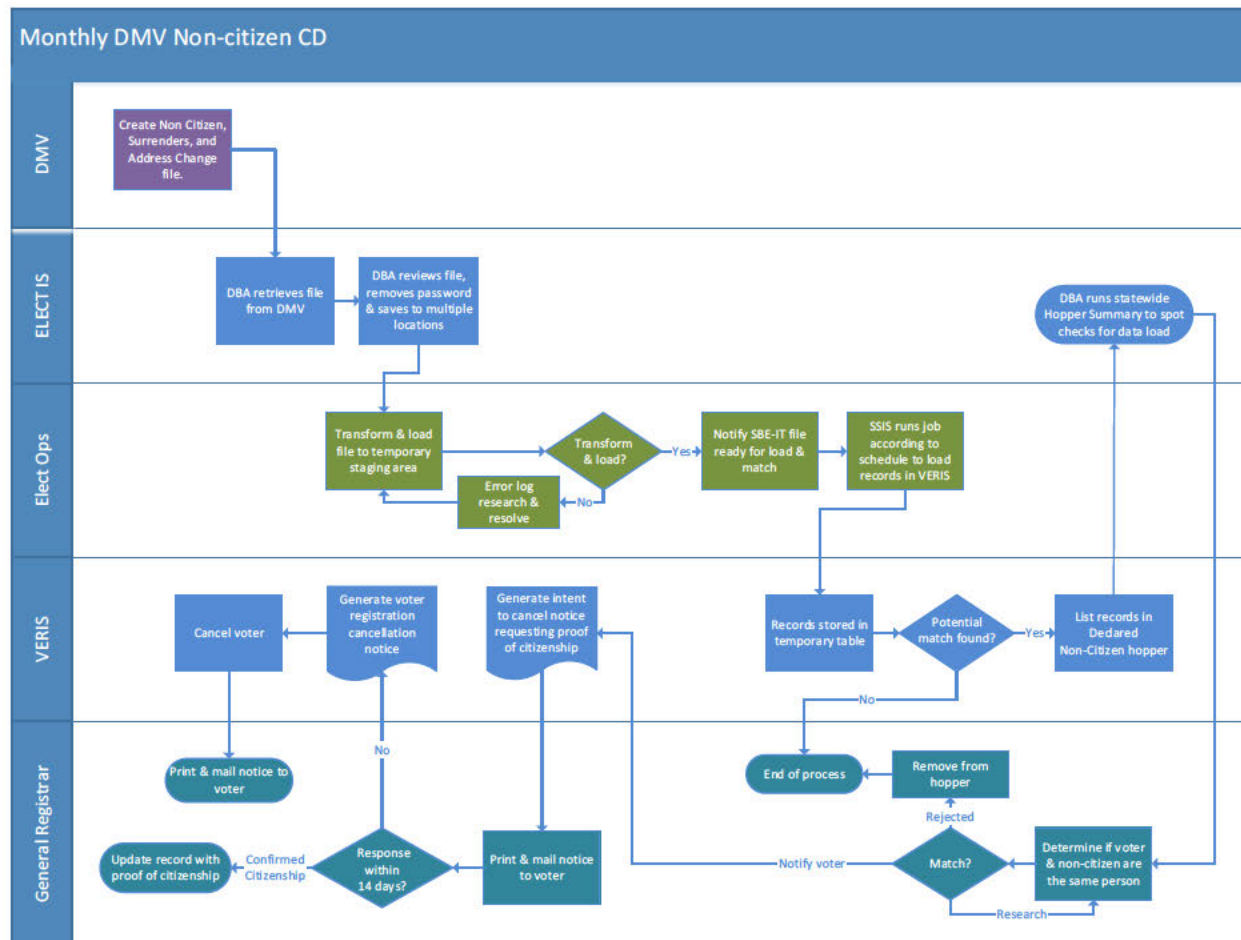 Monthly DMV Non-citizen CD
DMV
Create Non Citizen,
Surrenders, and
Address Change
file.
ELECT IS
DBA retrieves file
from DMV
DBA reviews file,
removes password
& saves to multiple
locations
DBA runs statewide
Hopper Summary to spot
checks for data load
Elect Ops
Transform & load
file to temporary
staging area
Transform
& load?
Yes
No
Error log
research &
resolve
Notify SBE-IT file
ready for load &
match
SSIS runs job
according to
schedule to load
records in VERIS
VERIS
Cancel voter
Generate voter
registration
cancellation
notice
Generate intent
to cancel notice
requesting proof
of citizenship
Records stored in
temporary table
Potential
match found?
Yes
No
List records in
Declared
Non-Citizen hopper
General Registrar
Print & mail notice to
voter
No
Update record with
proof of citizenship
Confirmed
Citizenship
Response
within
14 days?
Print & mail notice
to voter
Notify voter
End of process
Remove from
hopper
Rejected
Match?
Research
Determine if voter
& non-citizen are
the same person